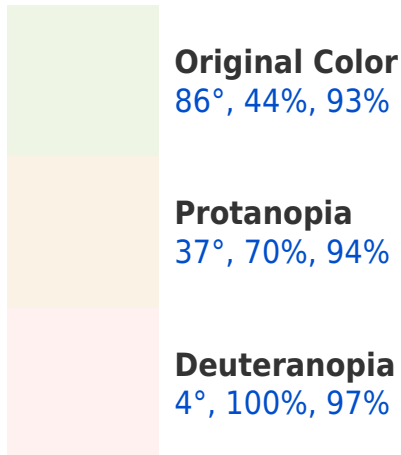 Original Color
86°, 44%, 93%
Protanopia
37°, 70%, 94%
Deuteranopia
4°, 100%, 97%